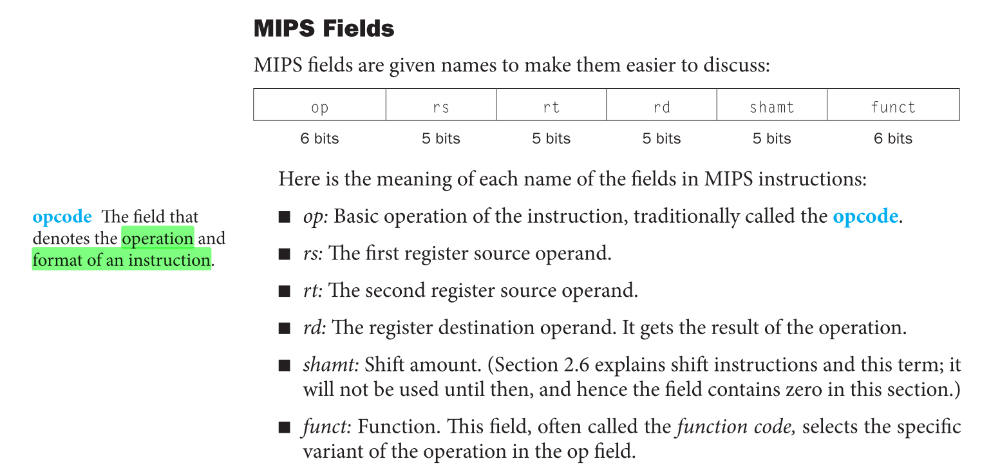 MIPS Fields
MIPS fields are given names to make them easier to discuss:
op rs rt rd shamt funct
6 bits 5 bits 5 bits 5 bits 5 bits 6 bits
Here is the meaning of each name of the fields in MIPS instructions:
opcode The field that
denotes the operation and
format of an instruction.
■ op: Basic operation of the instruction, traditionally called the opcode.
■ rs: The first register source operand.
■ rt: The second register source operand.
■ rd: The register destination operand. It gets the result of the operation.
■ shamt: Shift amount. (Section 2.6 explains shift instructions and this term; it
will not be used until then, and hence the field contains zero in this section.)
■ funct: Function. This field, often called the function code, selects the specific
variant of the operation in the op field.